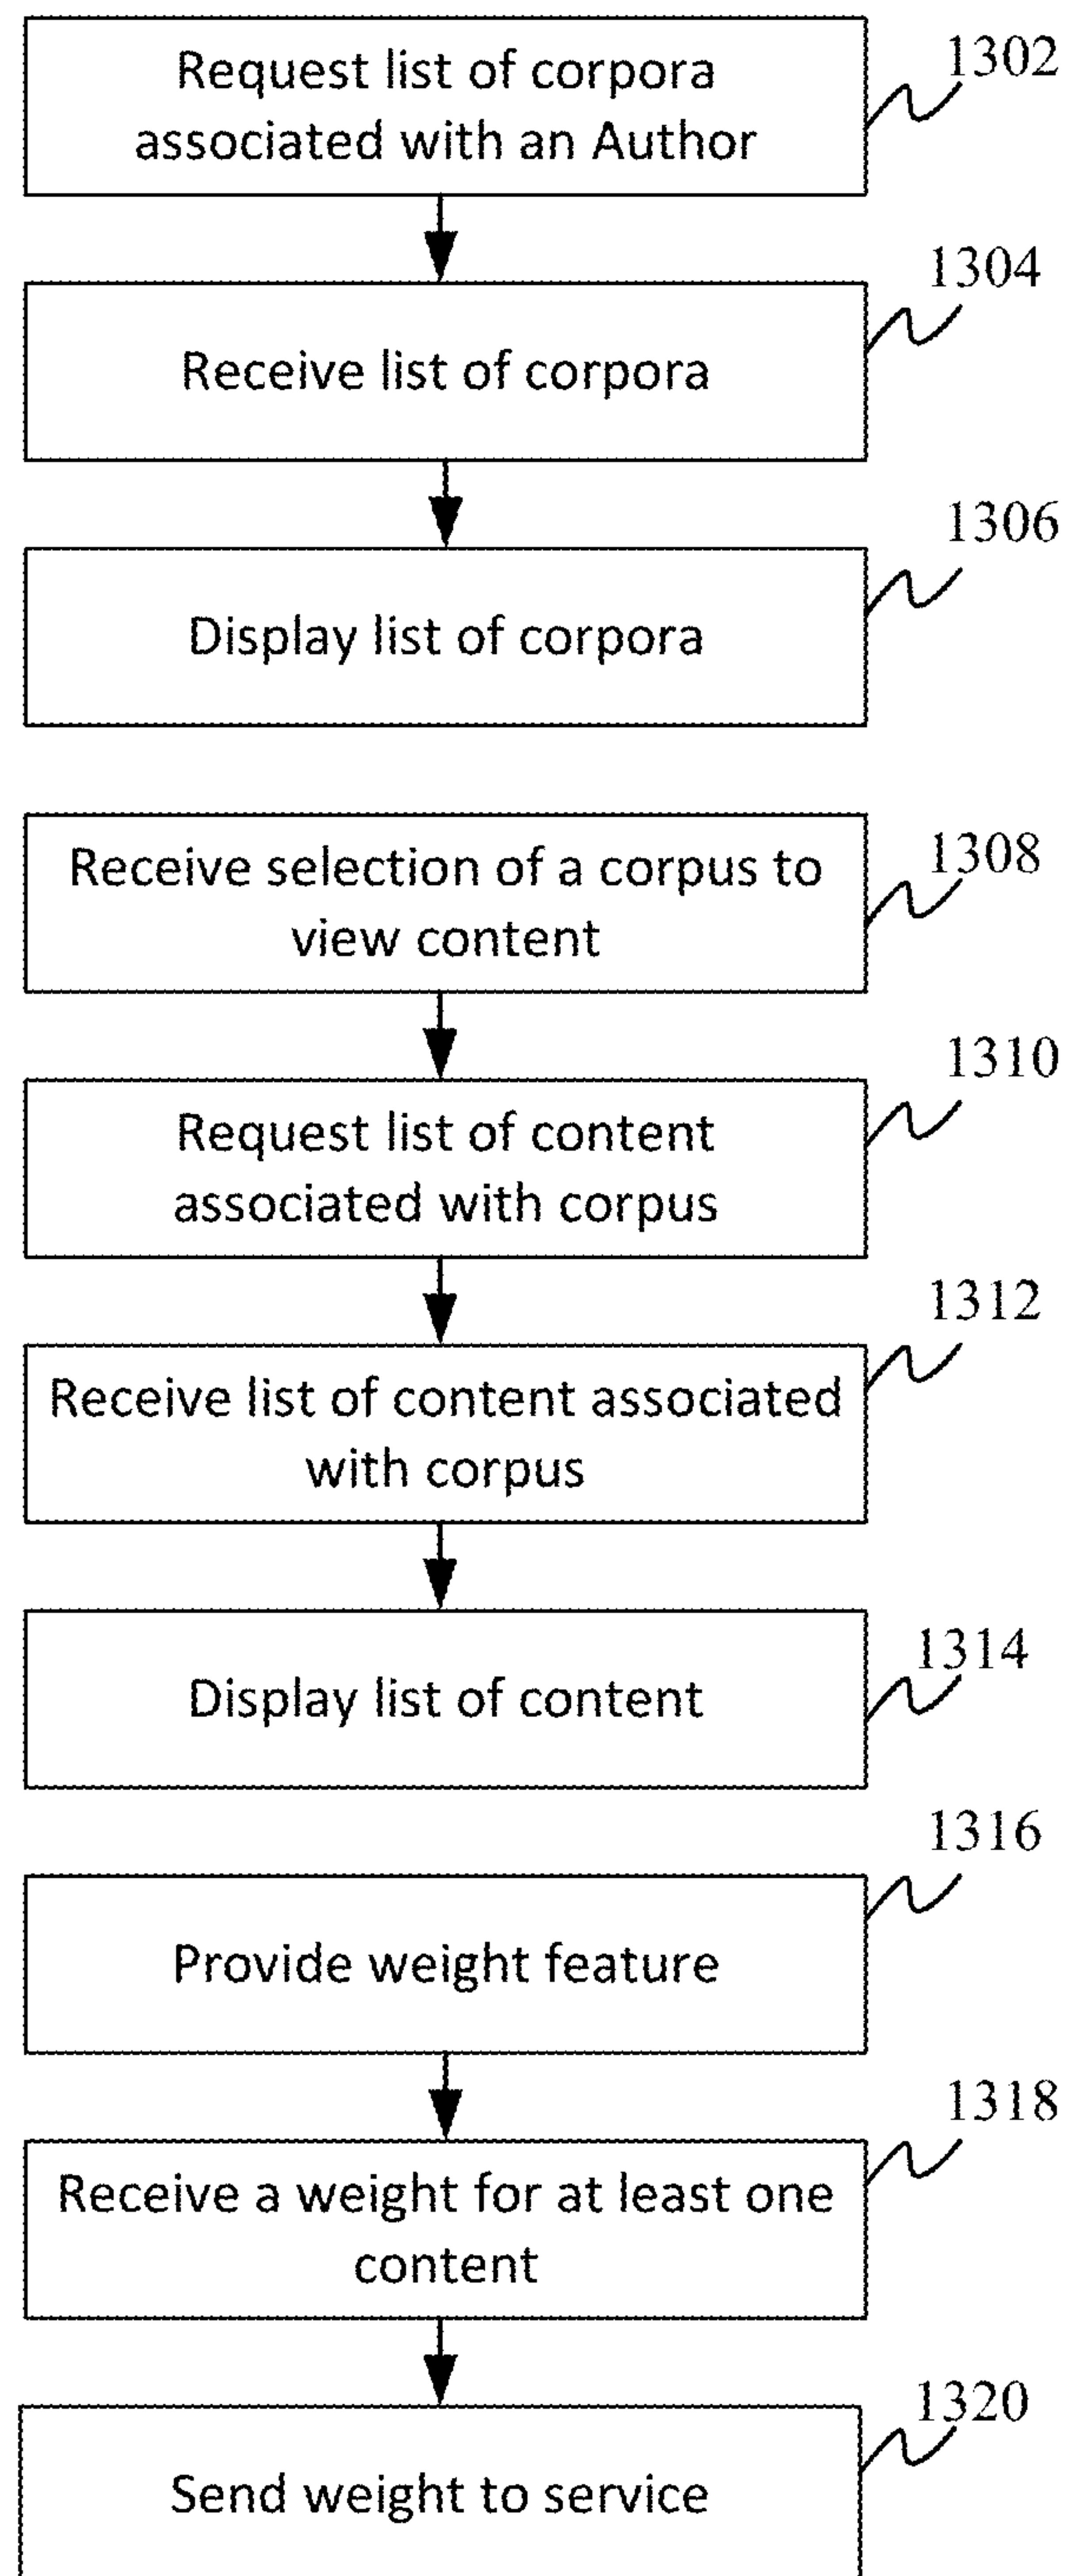 Request list of corpora
associated with an Author
1302
Receive list of corpora
1304
Display list of corpora
1306
Receive selection of a corpus to
view content
1308
Request list of content
associated with corpus
1310
Receive list of content associated
with corpus
1312
Display list of content
1314
Provide weight feature
1316
Receive a weight for at least one
content
1318
Send weight to service
1320